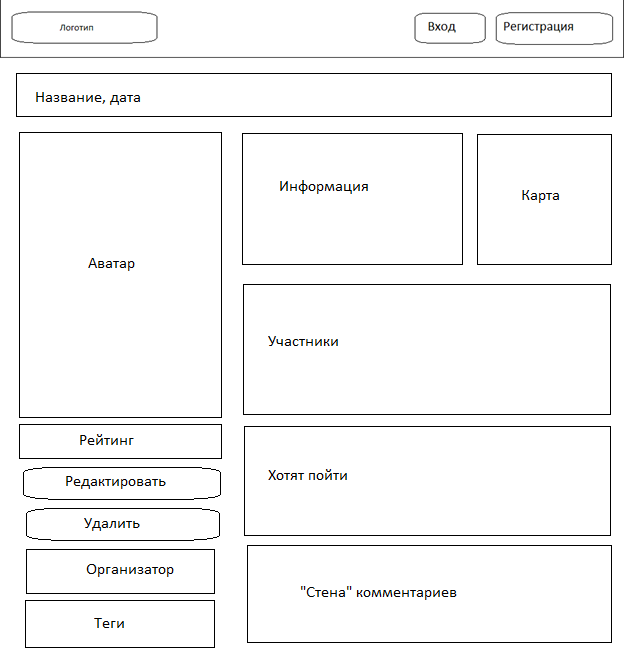 Логотип
Вход
Регистрация
Название, дата
Аватар
Информация
Карта
Участники
Рейтинг
Редактировать
Хотят пойти
Удалить
Организатор
"Стена" комментариев
Теги